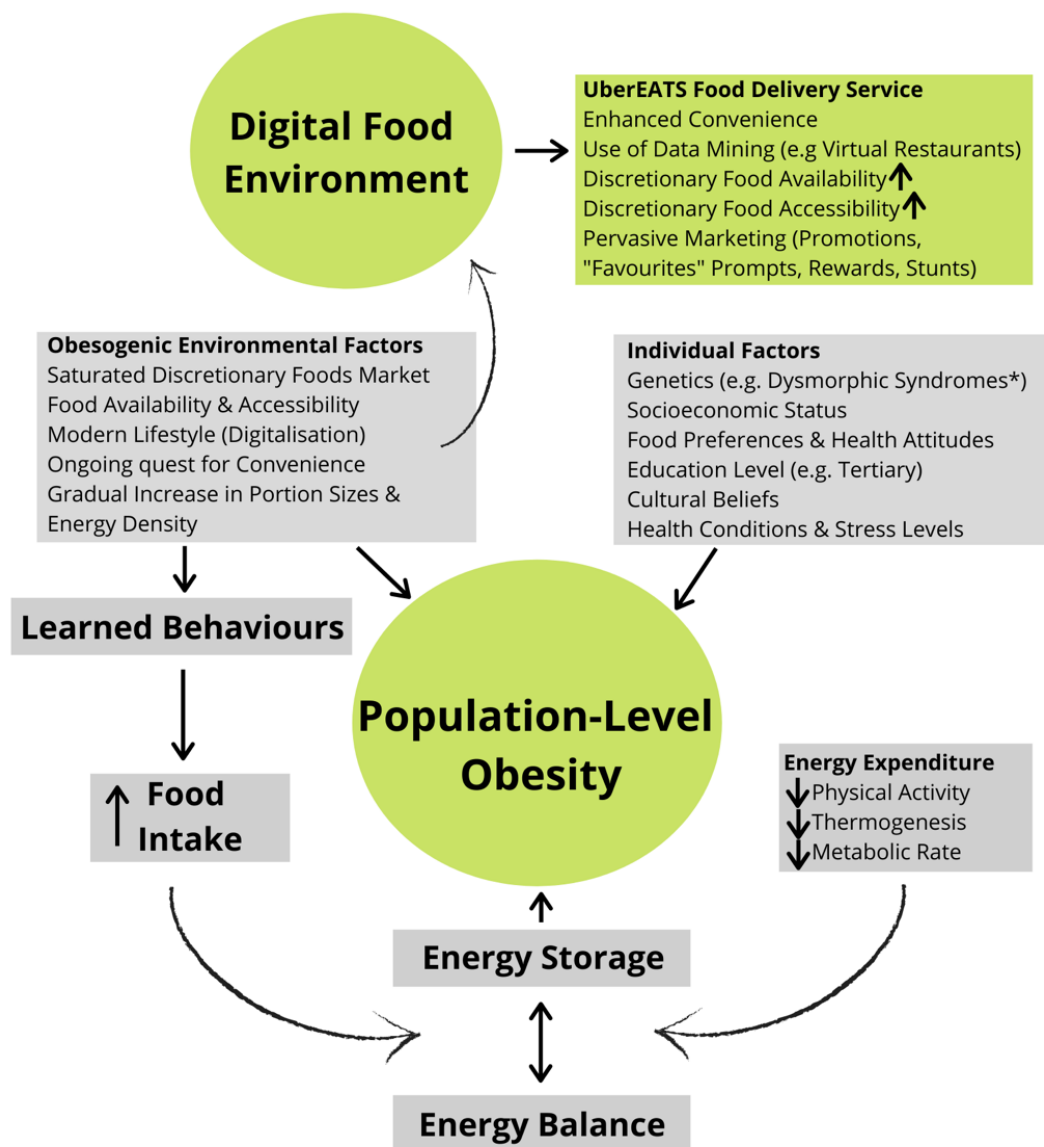 Digital Food
Environment
UberEATS Food Delivery Service
Enhanced Convenience
Use of Data Mining (e.g Virtual Restaurants)
Discretionary Food Availability
Discretionary Food Accessibility
Pervasive Marketing (Promotions,
"Favourites" Prompts, Rewards, Stunts)
Obesogenic Environmental Factors
Saturated Discretionary Foods Market
Food Availability & Accessibility
Modern Lifestyle (Digitalisation)
Ongoing quest for Convenience
Gradual Increase in Portion Sizes &
Energy Density
Individual Factors
Genetics (e.g. Dysmorphic Syndromes*)
Socioeconomic Status
Food Preferences & Health Attitudes
Education Level (e.g. Tertiary)
Cultural Beliefs
Health Conditions & Stress Levels
Learned Behaviours
Population-Level
Obesity
Food
Intake
Energy Expenditure
Physical Activity
Thermogenesis
Metabolic Rate
Energy Storage
Energy Balance